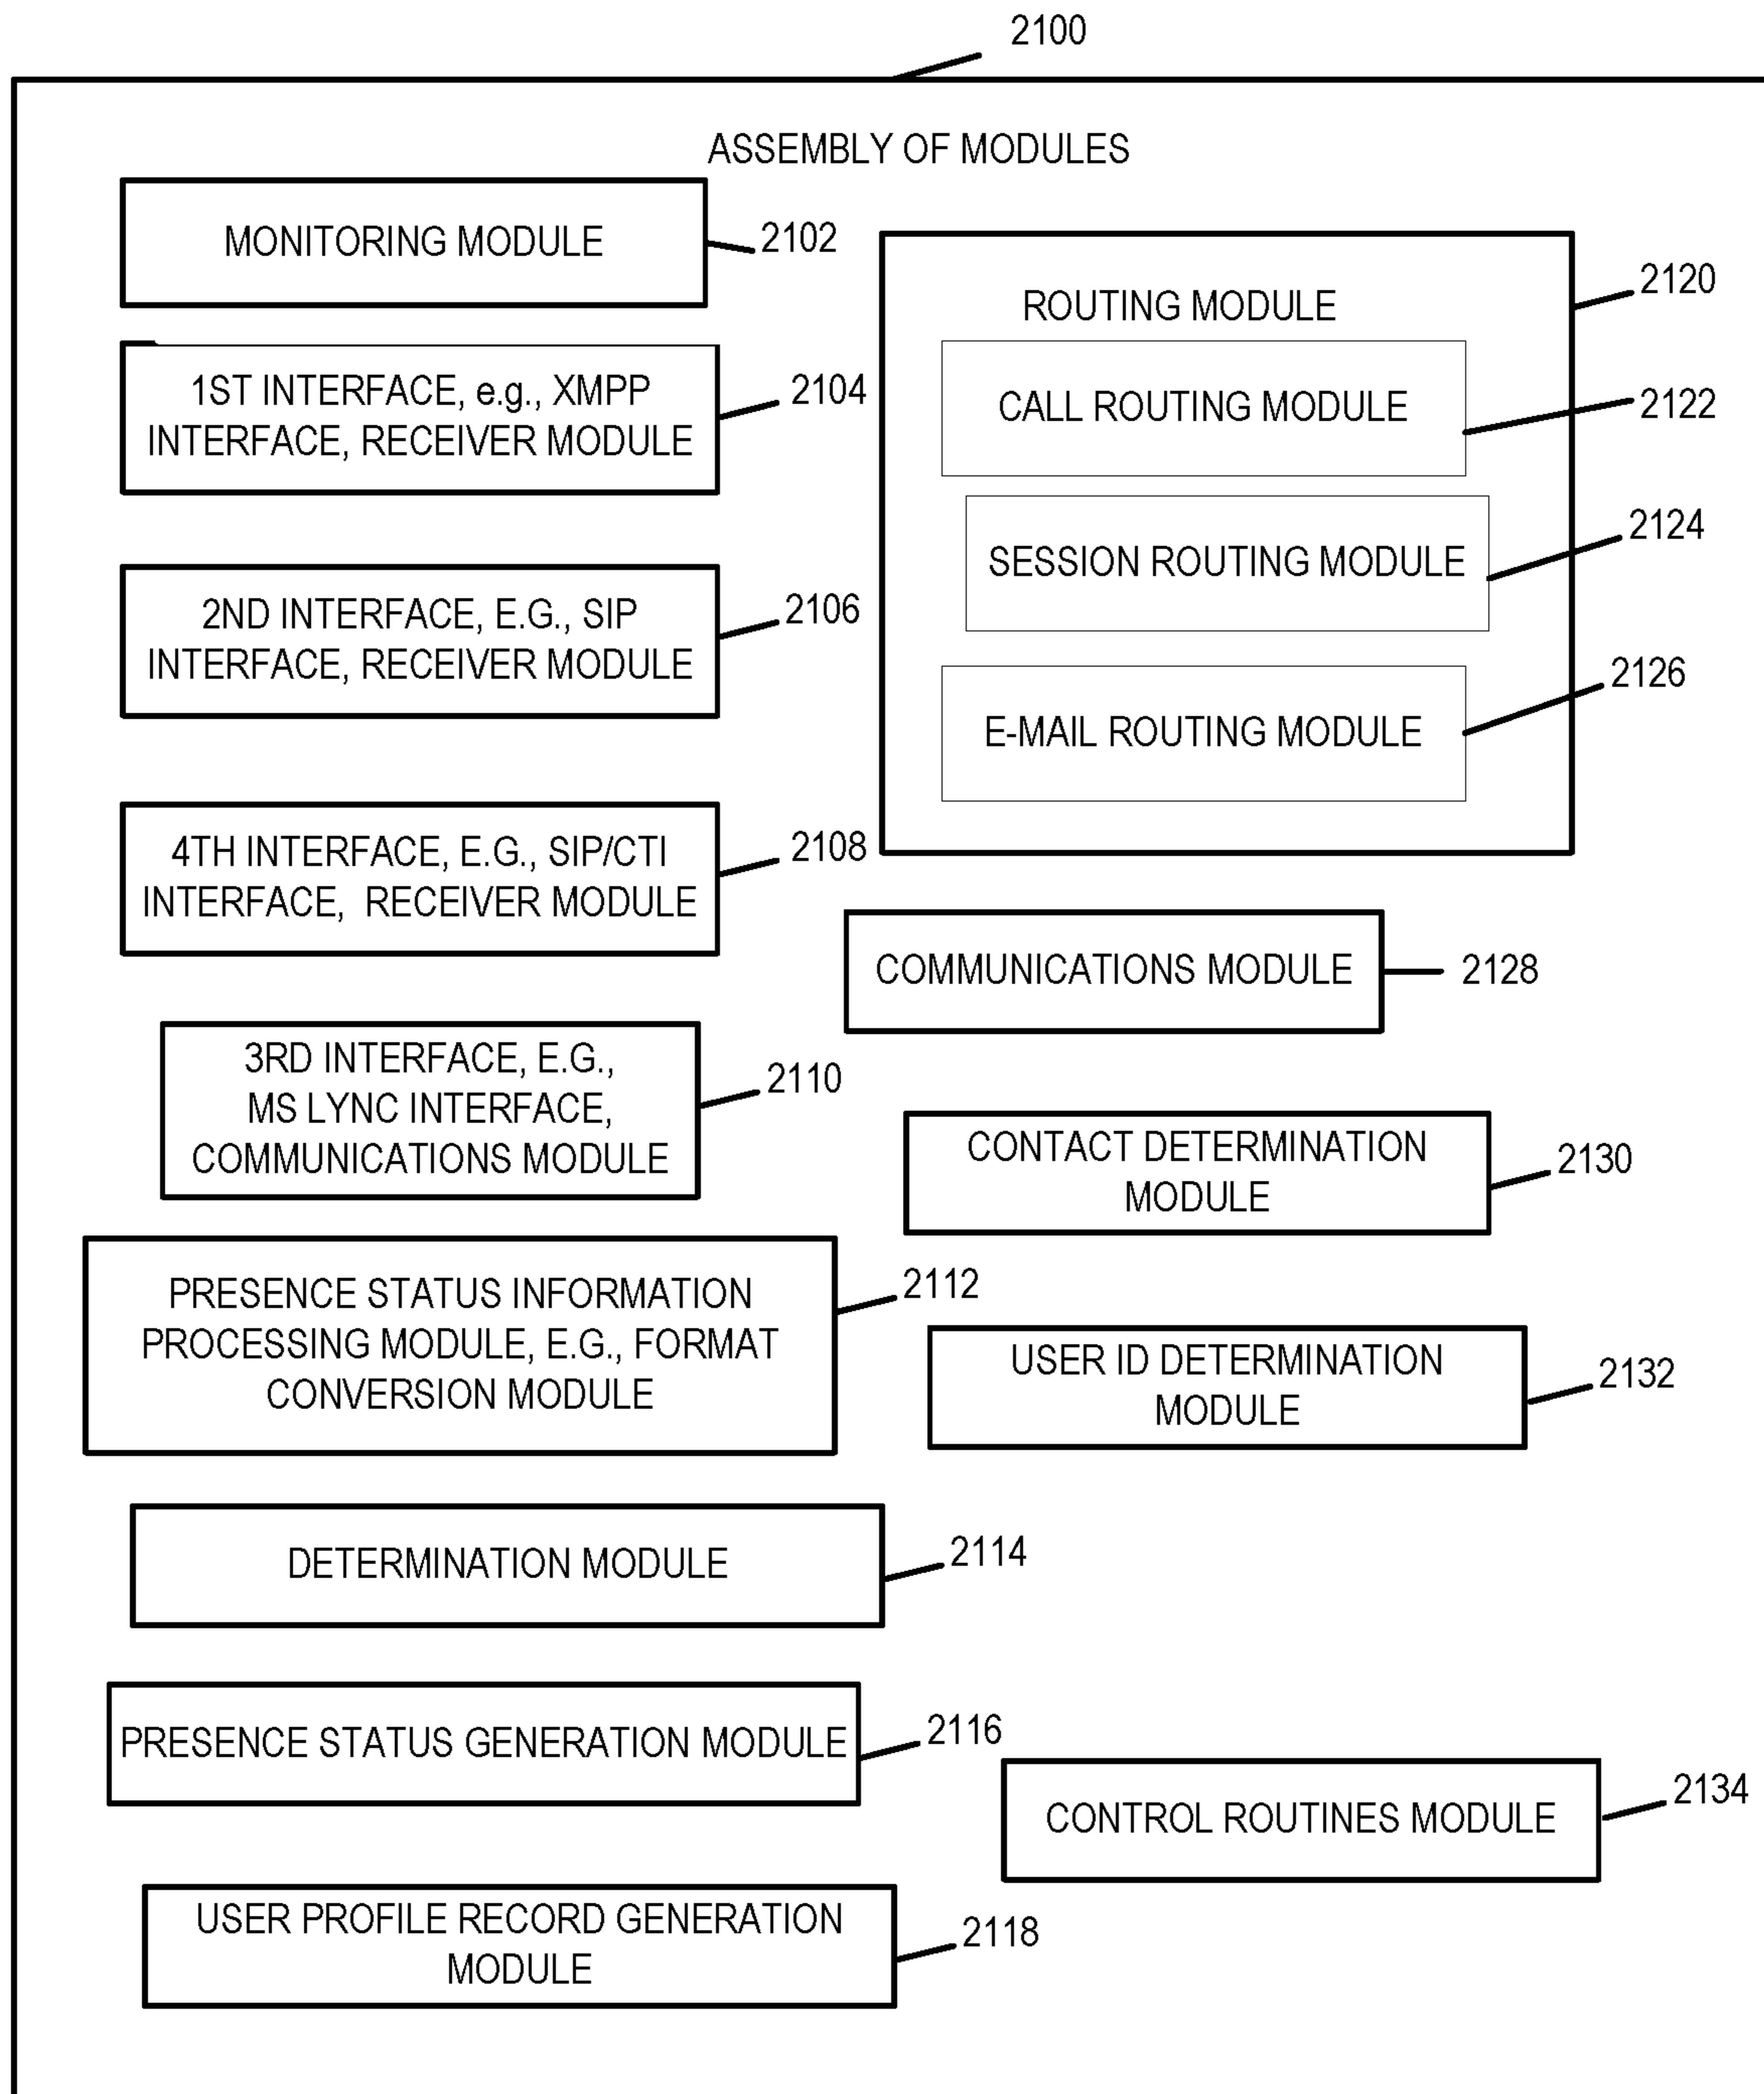 2100
ASSEMBLY OF MODULES
MONITORING MODULE
2102
1ST INTERFACE, e.g., XMPP
INTERFACE, RECEIVER MODULE
2104
2ND INTERFACE, E.G., SIP
INTERFACE, RECEIVER MODULE
2106
4TH INTERFACE, E.G., SIP/CTI
INTERFACE, RECEIVER MODULE
2108
3RD INTERFACE, E.G.,
MS LYNC INTERFACE,
COMMUNICATIONS MODULE
2110
PRESENCE STATUS INFORMATION
PROCESSING MODULE, E.G., FORMAT
CONVERSION MODULE
2112
DETERMINATION MODULE
2114
PRESENCE STATUS GENERATION MODULE
2116
USER PROFILE RECORD GENERATION
MODULE
2118
ROUTING MODULE
2120
CALL ROUTING MODULE
2122
SESSION ROUTING MODULE
2124
E-MAIL ROUTING MODULE
2126
COMMUNICATIONS MODULE
2128
CONTACT DETERMINATION
MODULE
2130
USER ID DETERMINATION
MODULE
2132
CONTROL ROUTINES MODULE
2134